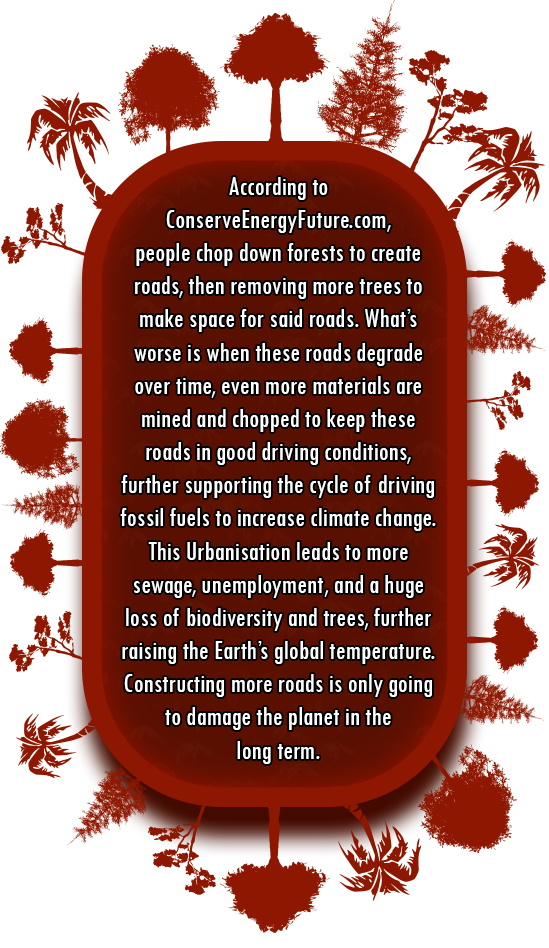 According to
ConserveEnergyFuture.com,
people chop down forests to create
roads, then removing more trees to
make space for said roads. What's
worse is when these roads degrade
over time, even more materials are
mined and chopped to keep these
roads in good driving conditions,
further supporting the cycle of driving
fossil fuels to increase climate change.
This Urbanisation leads to more
sewage, unemployment, and a huge
loss of biodiversity and trees, further
raising the Earth's global temperature.
Constructing more roads is only going
to damage the planet in the
long term.